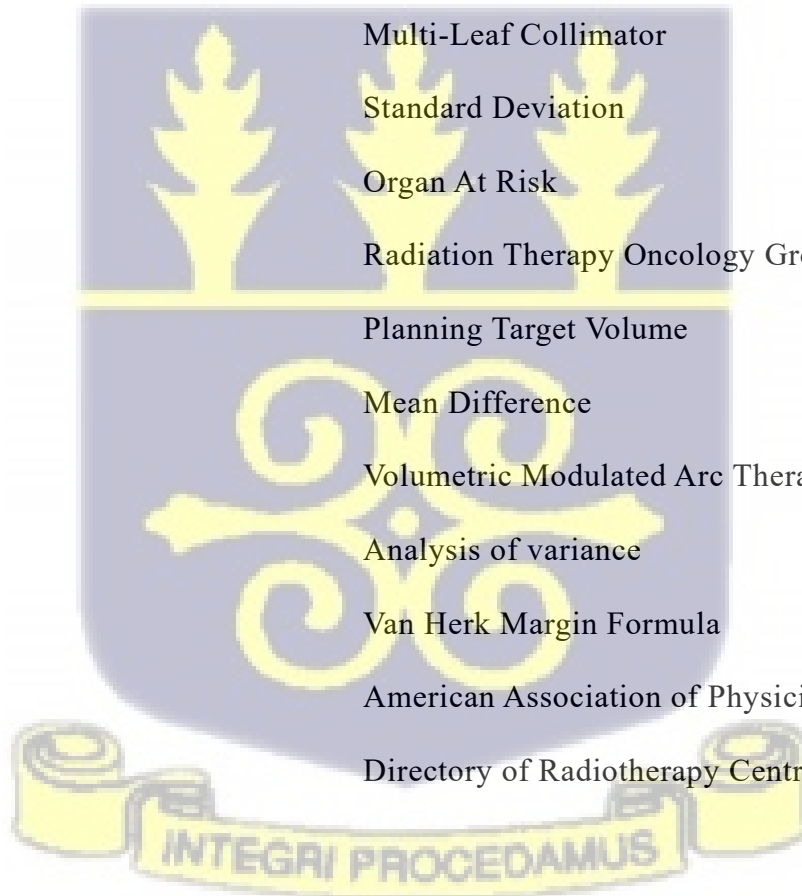 Multi-Leaf Collimator
Standard Deviation
Organ At Risk
Radiation Therapy Oncology Gro
Planning Target Volume
Mean Difference
Volumetric Modulated Arc Thera
Analysis of variance
Van Herk Margin Formula
American Association of Physici
Directory of Radiotherapy Centr
INTEGRI PROCEDAMUS